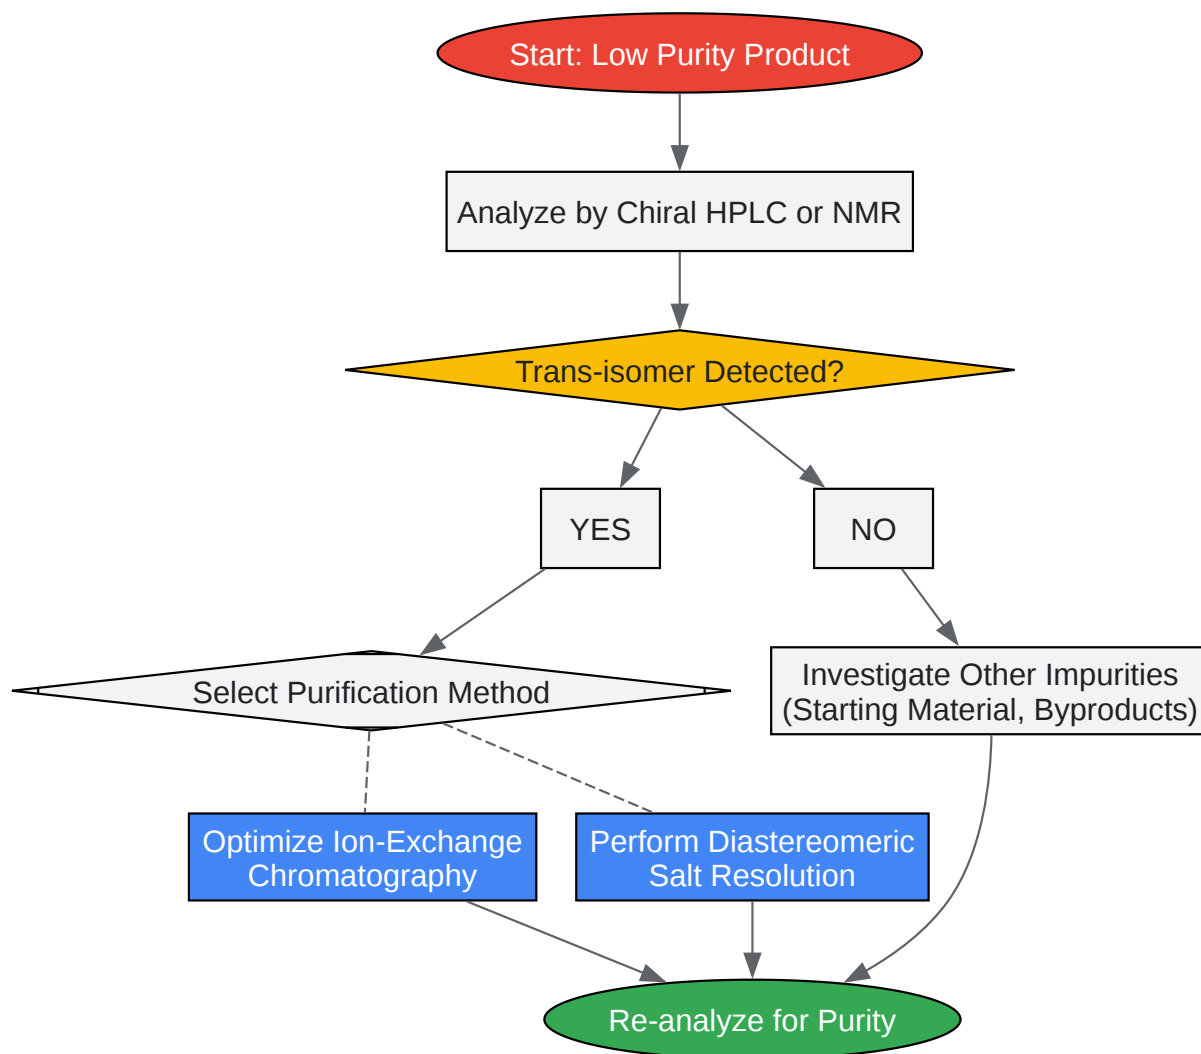 Start: Low Purity Product
Analyze by Chiral HPLC or NMR
Trans-isomer Detected?
YES
NO
Select Purification Method
Investigate Other Impurities
(Starting Material, Byproducts)
Optimize Ion-Exchange
Chromatography
Perform Diastereomeric
Salt Resolution
Re-analyze for Purity